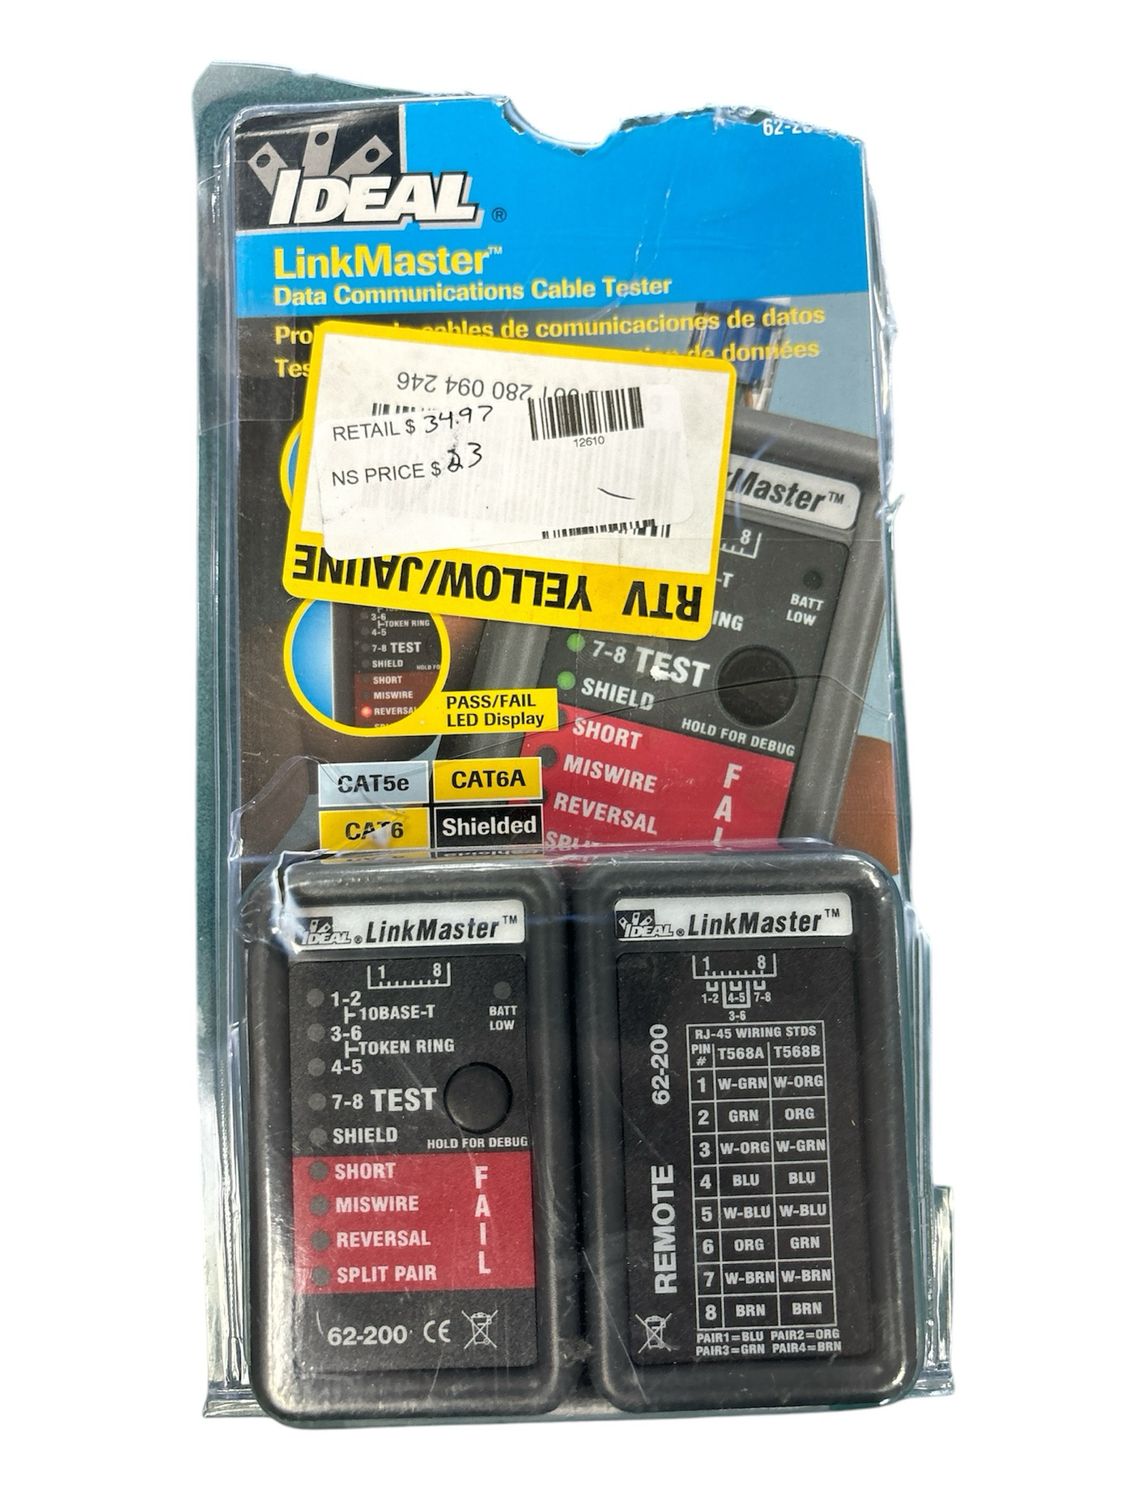 IDEAL®
LinkMaster™
Data Communications Cable Tester
cables de comunicaciones de datos
de données
001 280 094 246
RETAIL $ 34.97
NS PRICE $ 23
12610
RTV YELLOW/JAUNE
LinkMaster™
8
BATT
LOW
7-8 TEST
SHIELD
HOLD FOR DEBUG
SHORT
MISWIRE
REVERSAL
F
A
3-6
TOKEN RING
4-5
7-8 TEST
SHIELD
SHORT
MISWIRE
REVERSAL
PASS/FAIL
LED Display
CAT5e
CAT6A
CAT6
Shielded
IDEAL® LinkMaster™
1 8
1-2
10BASE-T
3-6
TOKEN RING
4-5
7-8 TEST
SHIELD
BATT
LOW
HOLD FOR DEBUG
SHORT
MISWIRE
REVERSAL
SPLIT PAIR
F
A
I
L
62-200 CE
IDEAL® LinkMaster™
1 8
1-2 4-5 7-8
3-6
REMOTE 62-200
RJ-45 WIRING STDS
PIN # T568A T568B
1 W-GRN W-ORG
2 GRN ORG
3 W-ORG W-GRN
4 BLU BLU
5 W-BLU W-BLU
6 ORG GRN
7 W-BRN W-BRN
8 BRN BRN
PAIR1=BLU PAIR2=ORG
PAIR3=GRN PAIR4=BRN